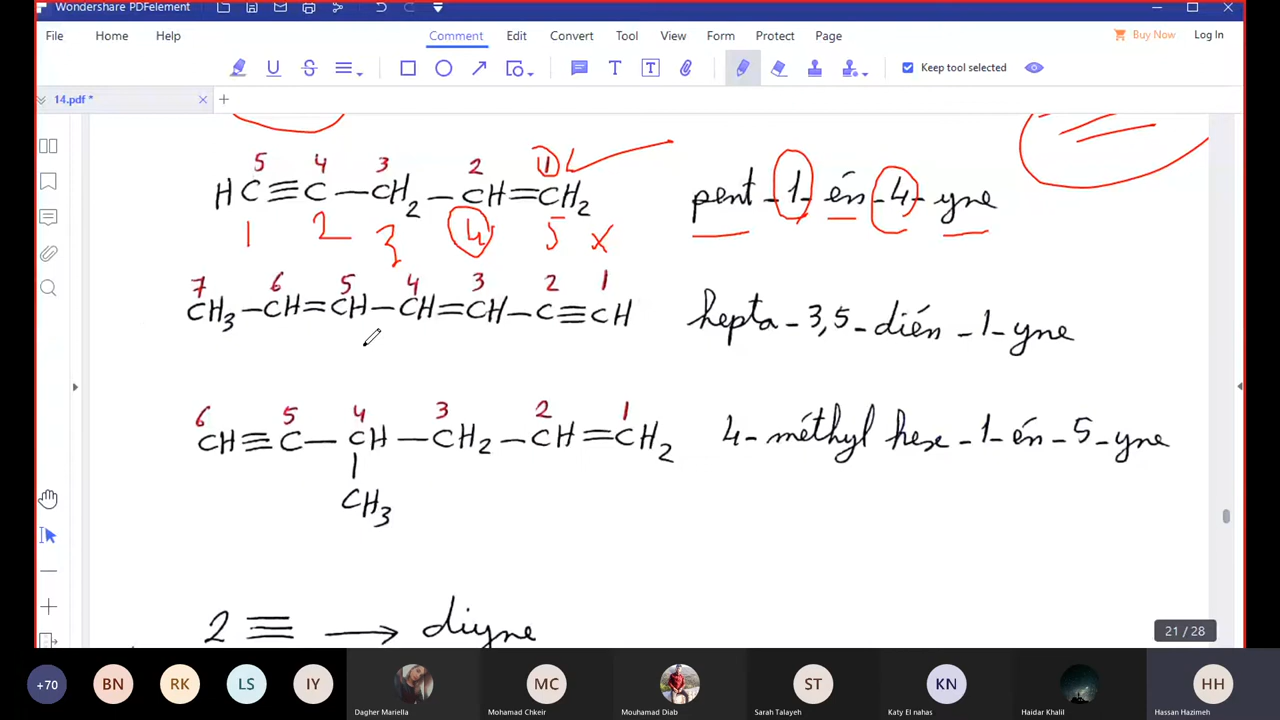 Wondershare PDFelement
File Home Help Comment Edit Convert Tool View Form Protect Page Buy Now Log In
Keep tool selected
14.pdf *
5 4 3 2 1
HC≡C—CH2—CH=CH2 pent-1-én-4-yne
1 2 3 4 5 x
7 6 5 4 3 2 1
CH3—CH=CH—CH=CH—C≡CH hepta-3,5-dién-1-yne
6 5 4 3 2 1
CH≡C—CH—CH2—CH=CH2 4-méthyl hex-1-én-5-yne
CH3
2 ≡ → diyne
21 / 28
+70 BN RK LS IY MC ST KN HH
Dagher Mariella Mohamad Chkeir Mouhamad Diab Sarah Talayeh Katy El nahas Haidar Khalil Hassan Hazimeh